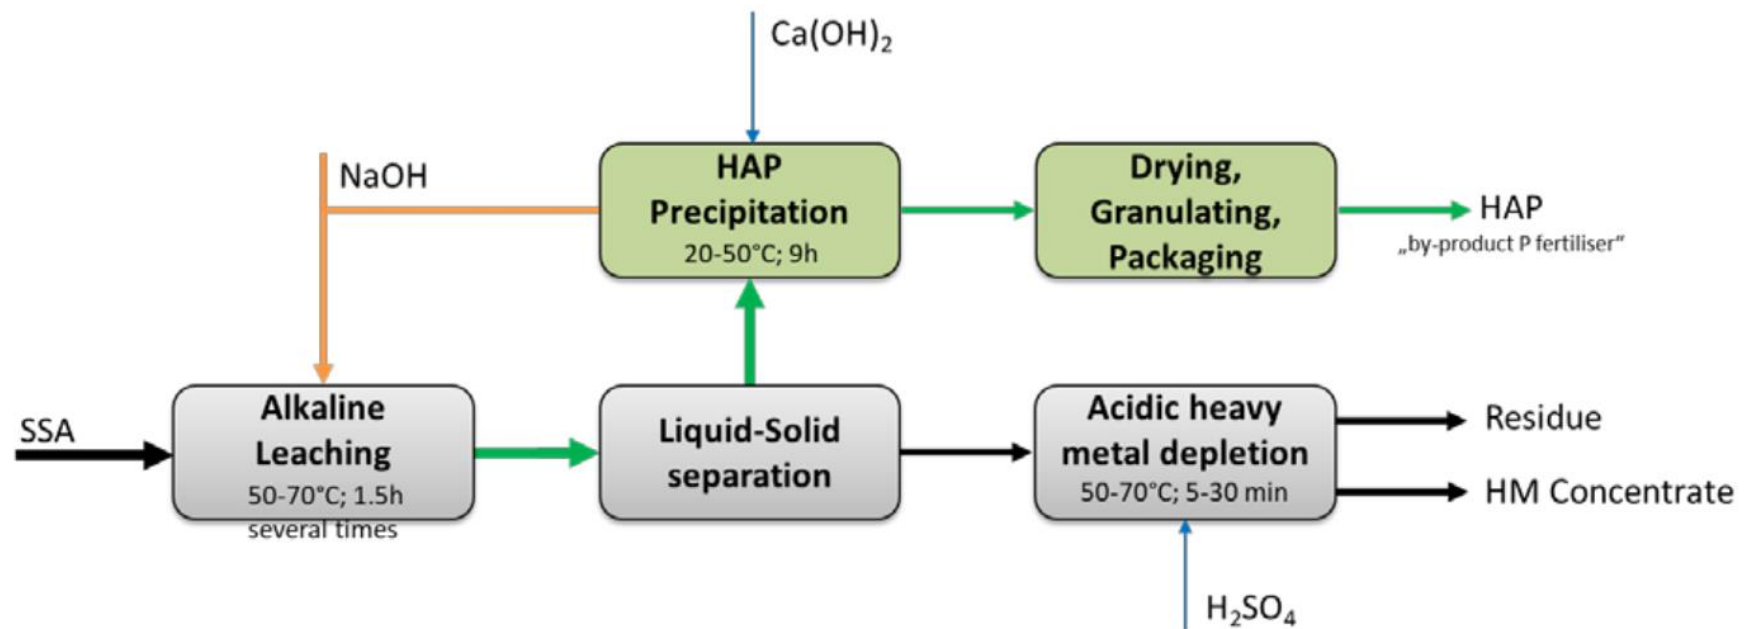 Ca(OH)₂
NaOH
HAP
Precipitation
20-50°C; 9h
Drying,
Granulating,
Packaging
HAP
„by-product P fertiliser“
SSA
Alkaline
Leaching
50-70°C; 1.5h
several times
Liquid-Solid
separation
Acidic heavy
metal depletion
50-70°C; 5-30 min
Residue
HM Concentrate
H₂SO₄